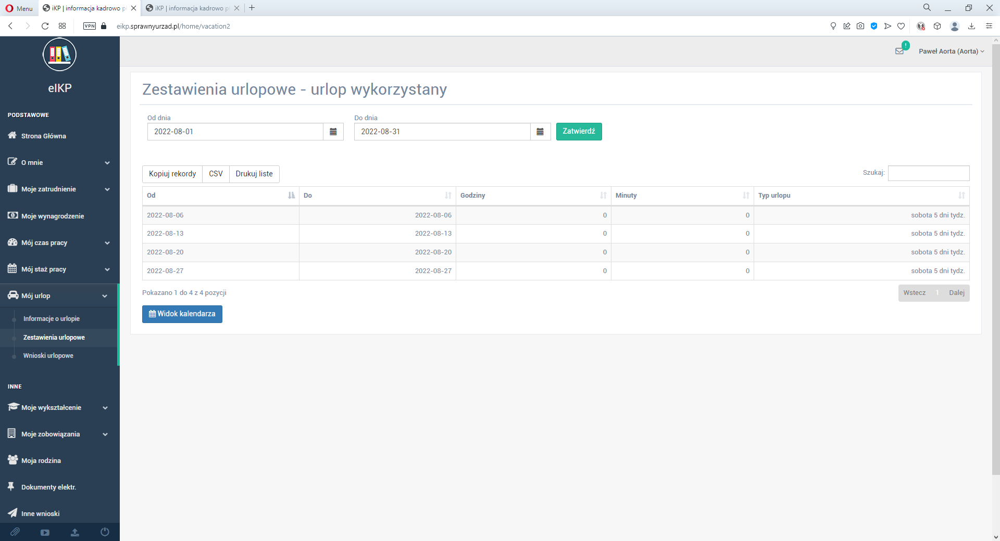 Menu
iKP | informacja kadrowo p
iKP | informacja kadrowo p
VPN
eikp.sprawnyurzad.pl/home/vacation2
!
Paweł Aorta (Aorta)
eIKP
PODSTAWOWE
Strona Główna
O mnie
Moje zatrudnienie
Moje wynagrodzenie
Mój czas pracy
Mój staż pracy
Mój urlop
Informacje o urlopie
Zestawienia urlopowe
Wnioski urlopowe
INNE
Moje wykształcenie
Moje zobowiązania
Moja rodzina
Dokumenty elektr.
Inne wnioski
Zestawienia urlopowe - urlop wykorzystany
Od dnia Do dnia
2022-08-01 2022-08-31 Zatwierdź
Kopiuj rekordy CSV Drukuj liste Szukaj:
Od Do Godziny Minuty Typ urlopu
2022-08-06 2022-08-06 0 0 sobota 5 dni tydz.
2022-08-13 2022-08-13 0 0 sobota 5 dni tydz.
2022-08-20 2022-08-20 0 0 sobota 5 dni tydz.
2022-08-27 2022-08-27 0 0 sobota 5 dni tydz.
Pokazano 1 do 4 z 4 pozycji Wstecz 1 Dalej
Widok kalendarza